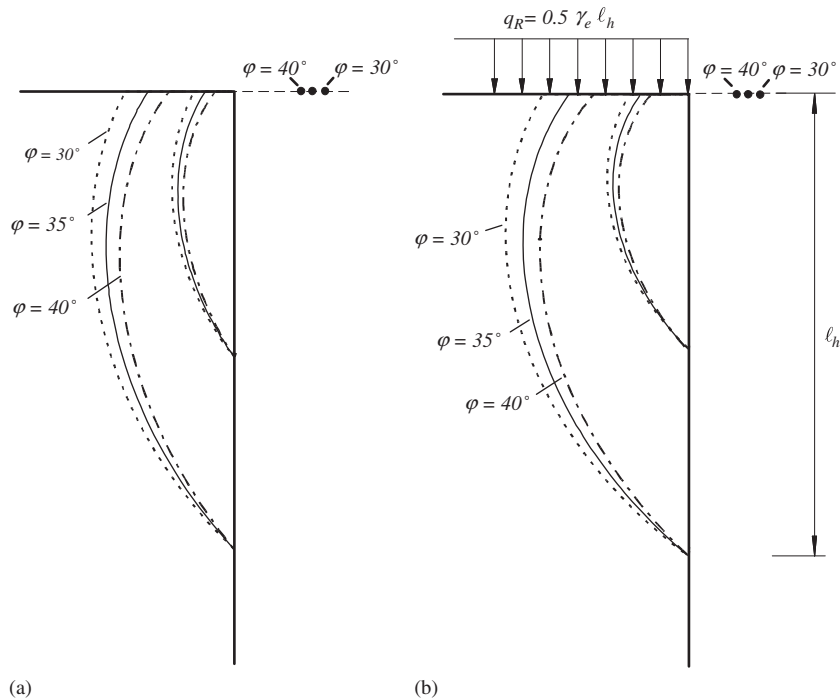 φ = 40° φ = 30°
φ = 30°
φ = 35°
φ = 40°
(a)
q_R = 0.5 γ_e ℓ_h
φ = 40° φ = 30°
φ = 30°
φ = 35°
φ = 40°
ℓ_h
(b)